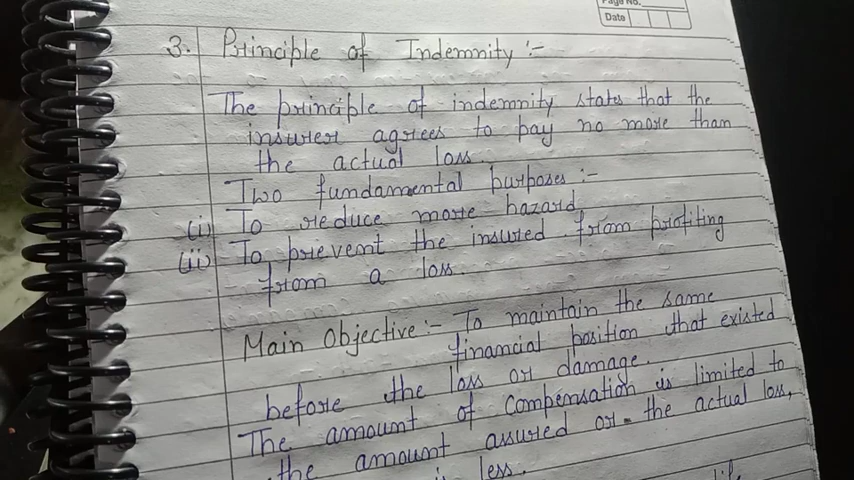 Page No.
Date
3. Principle of Indemnity :-
The principle of indemnity states that the
insurer agrees to pay no more than
the actual loss.
Two fundamental purposes :-
(i) To reduce more hazard
(ii) To prevent the insured from profiting
from a loss.
Main Objective :- To maintain the same
financial position that existed
before the loss or damage.
The amount of compensation is limited to
the amount assured or the actual loss,
is less.